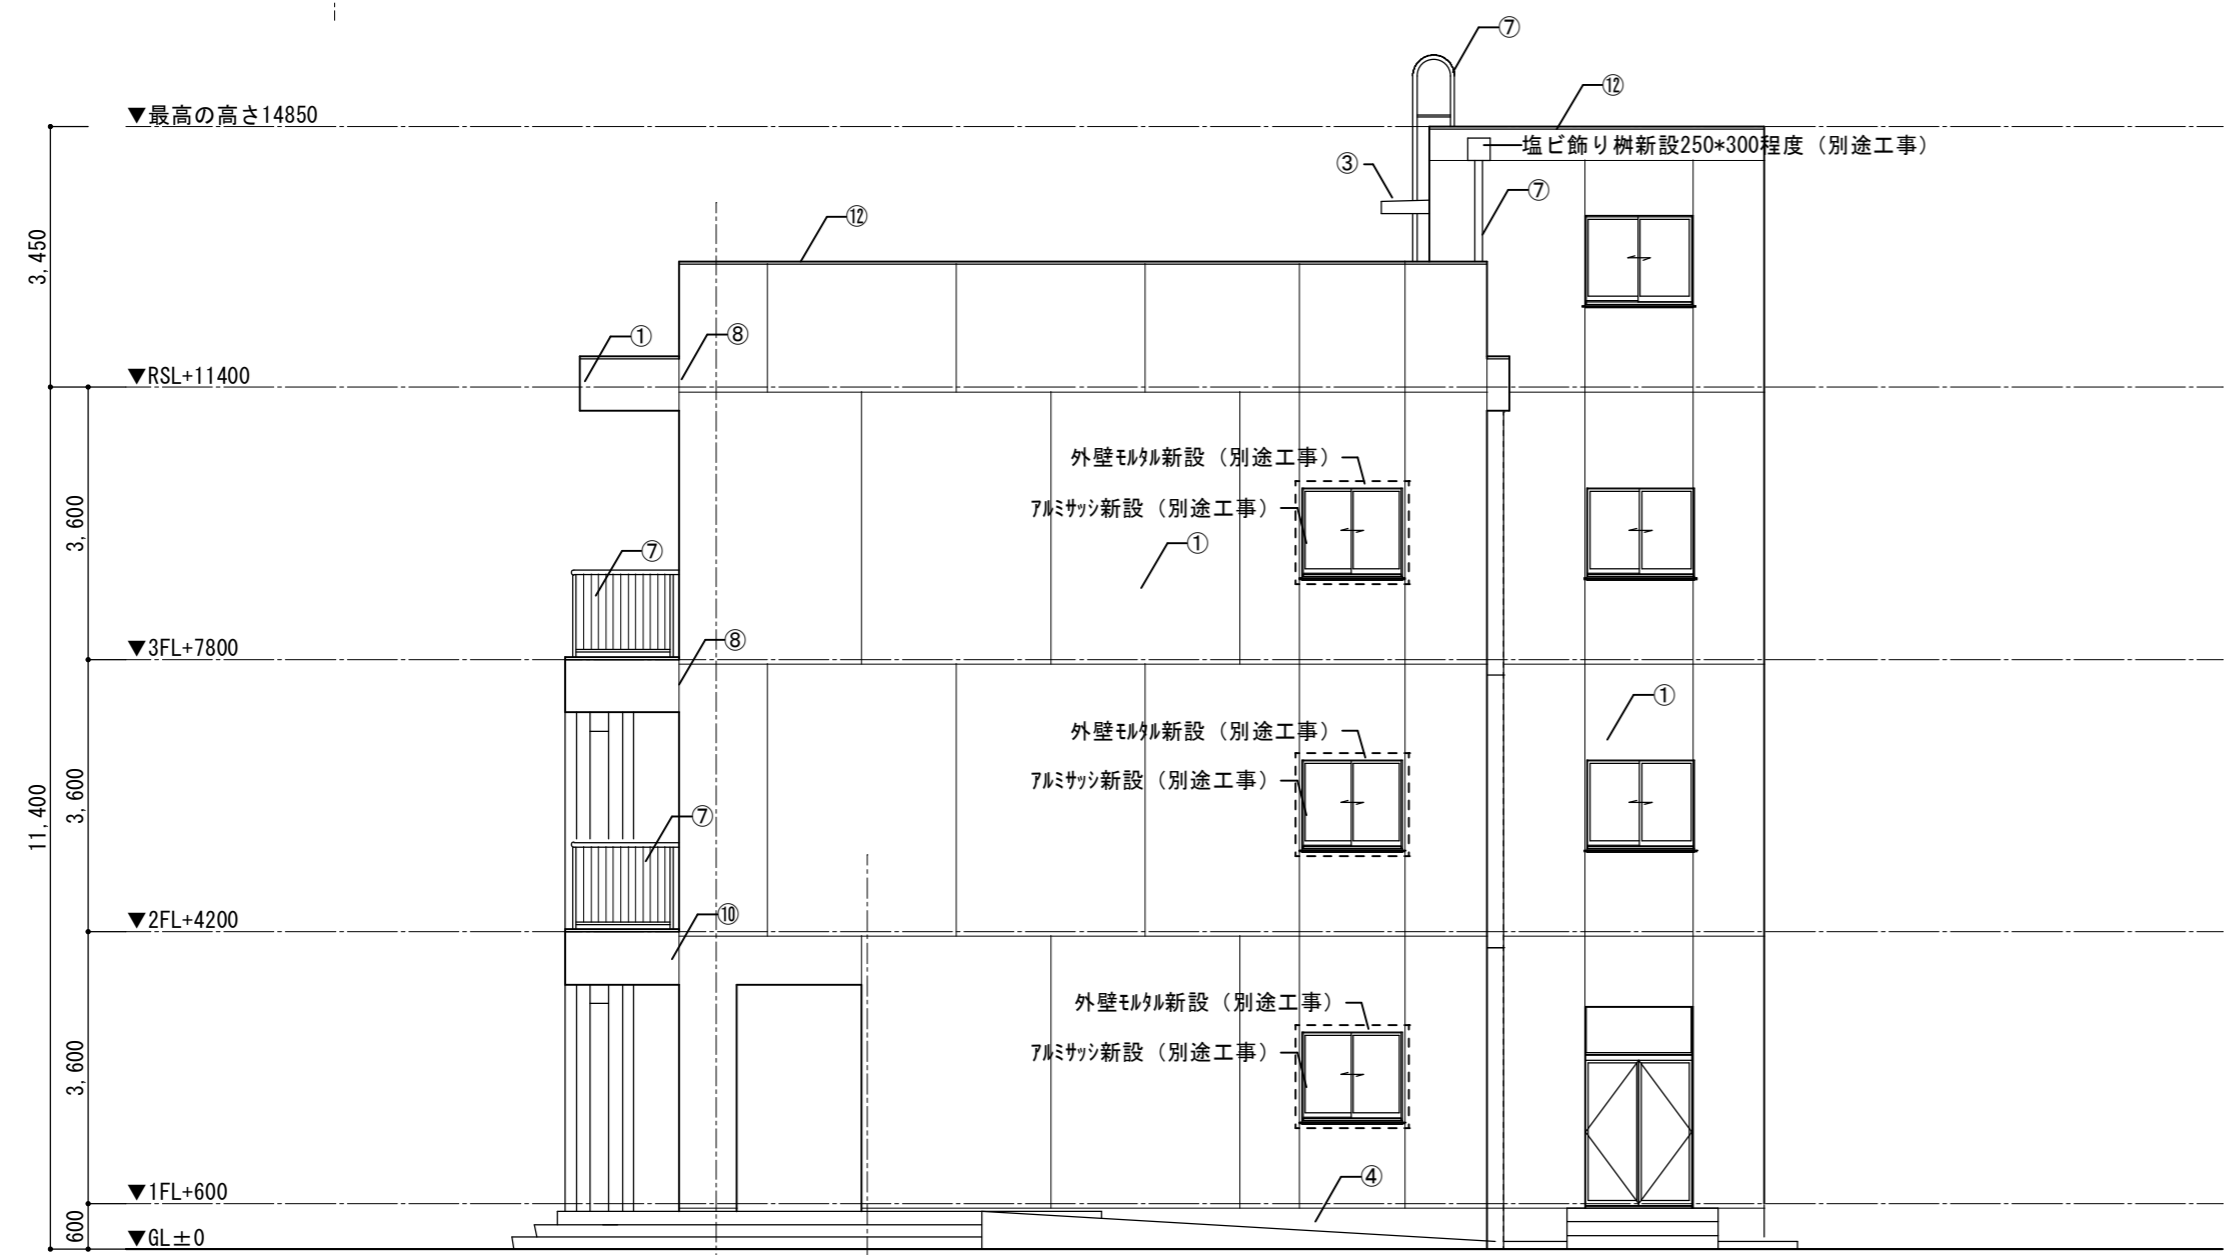 ⑦
⑫
▼最高の高さ14850
塩ビ飾り桝新設250*300程度（別途工事）
③
⑦
⑫
3,450
①
⑧
▼RSL+11400
外壁ﾓﾙﾀﾙ新設（別途工事）
ｱﾙﾐｻｯｼ新設（別途工事）
3,600
⑦
①
▼3FL+7800
⑧
①
外壁ﾓﾙﾀﾙ新設（別途工事）
ｱﾙﾐｻｯｼ新設（別途工事）
11,400
3,600
⑦
▼2FL+4200
⑩
外壁ﾓﾙﾀﾙ新設（別途工事）
ｱﾙﾐｻｯｼ新設（別途工事）
3,600
④
▼1FL+600
600
▼GL±0